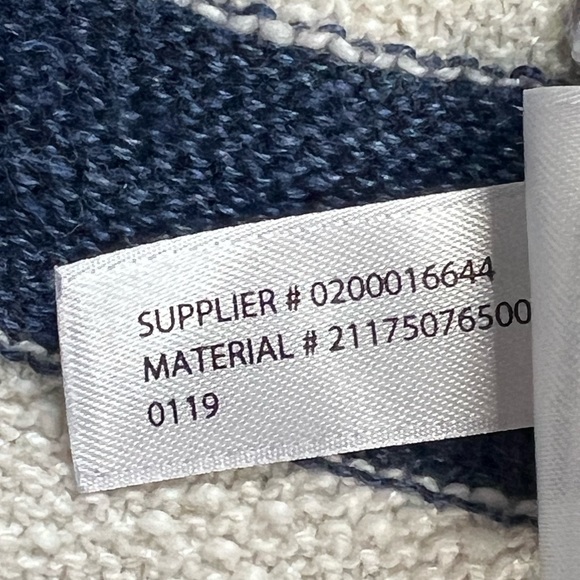 SUPPLIER # 0200016644
MATERIAL # 21175076500
0119